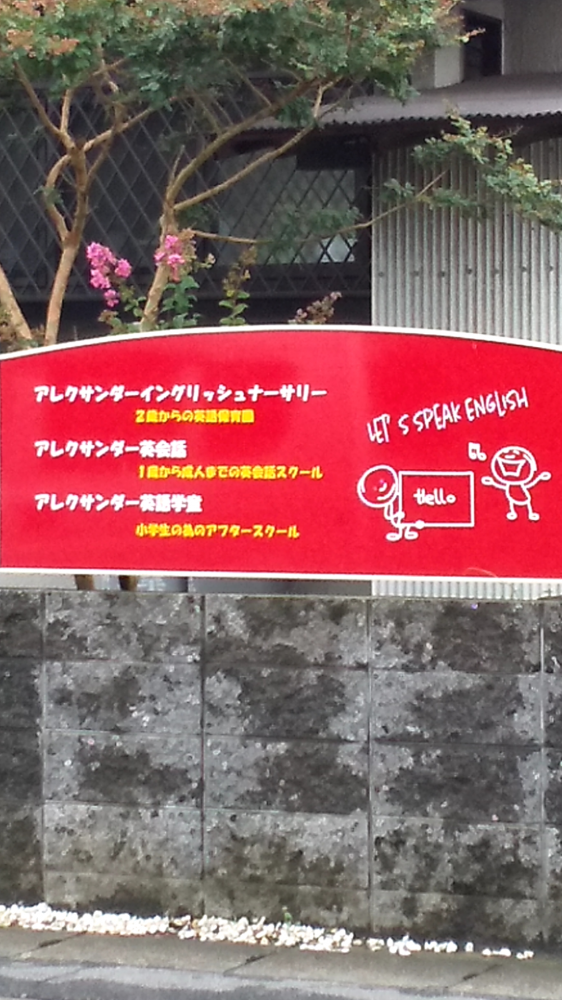 アレクサンダーイングリッシュナーサリー
2歳からの英語保育園
アレクサンダー英会話
1歳から成人までの英会話スクール
アレクサンダー英語学童
小学生の為のアフタースクール
LET'S SPEAK ENGLISH
Hello